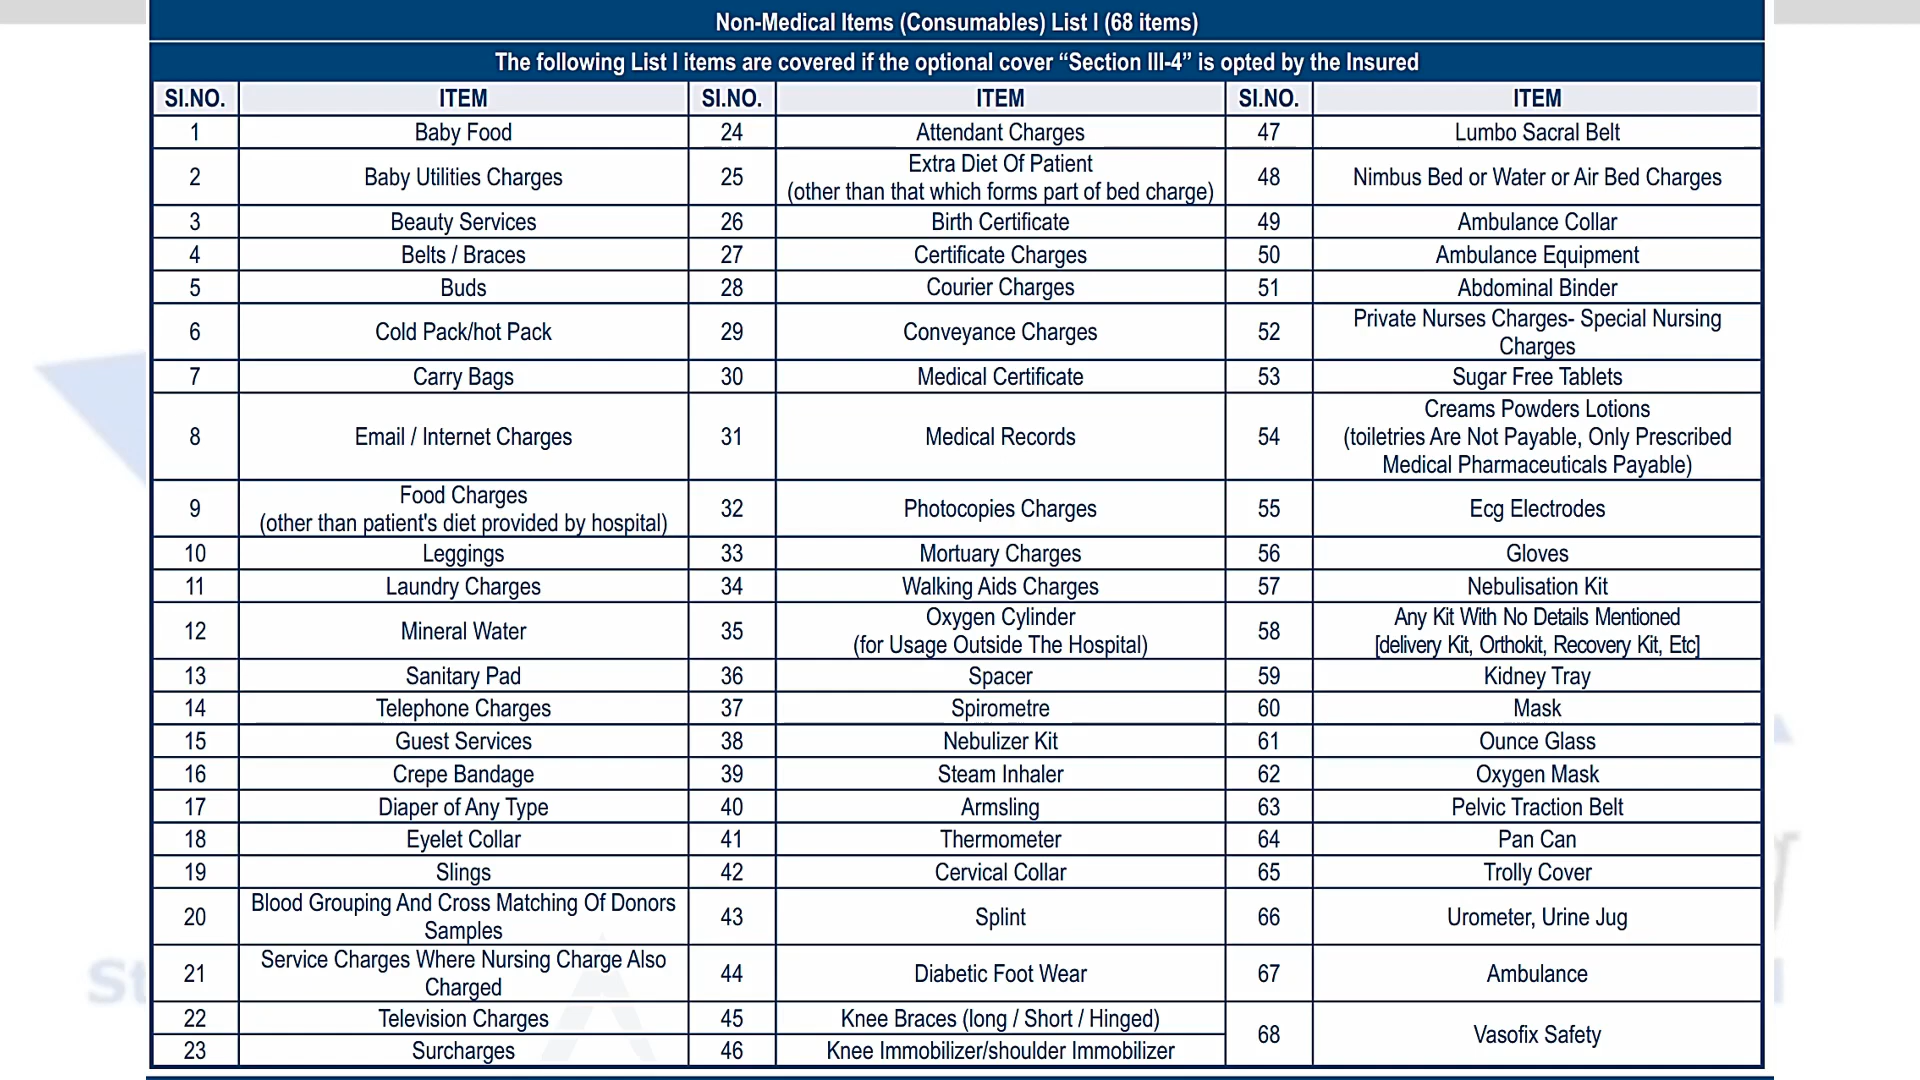 Non-Medical Items (Consumables) List I (68 items)
The following List I items are covered if the optional cover “Section III-4” is opted by the Insured
SI.NO. ITEM SI.NO. ITEM SI.NO. ITEM
1 Baby Food 24 Attendant Charges 47 Lumbo Sacral Belt
2 Baby Utilities Charges 25 Extra Diet Of Patient
(other than that which forms part of bed charge) 48 Nimbus Bed or Water or Air Bed Charges
3 Beauty Services 26 Birth Certificate 49 Ambulance Collar
4 Belts / Braces 27 Certificate Charges 50 Ambulance Equipment
5 Buds 28 Courier Charges 51 Abdominal Binder
6 Cold Pack/hot Pack 29 Conveyance Charges 52 Private Nurses Charges- Special Nursing
Charges
7 Carry Bags 30 Medical Certificate 53 Sugar Free Tablets
8 Email / Internet Charges 31 Medical Records 54 Creams Powders Lotions
(toiletries Are Not Payable, Only Prescribed
Medical Pharmaceuticals Payable)
9 Food Charges
(other than patient's diet provided by hospital) 32 Photocopies Charges 55 Ecg Electrodes
10 Leggings 33 Mortuary Charges 56 Gloves
11 Laundry Charges 34 Walking Aids Charges 57 Nebulisation Kit
12 Mineral Water 35 Oxygen Cylinder
(for Usage Outside The Hospital) 58 Any Kit With No Details Mentioned
[delivery Kit, Orthokit, Recovery Kit, Etc]
13 Sanitary Pad 36 Spacer 59 Kidney Tray
14 Telephone Charges 37 Spirometre 60 Mask
15 Guest Services 38 Nebulizer Kit 61 Ounce Glass
16 Crepe Bandage 39 Steam Inhaler 62 Oxygen Mask
17 Diaper of Any Type 40 Armsling 63 Pelvic Traction Belt
18 Eyelet Collar 41 Thermometer 64 Pan Can
19 Slings 42 Cervical Collar 65 Trolly Cover
20 Blood Grouping And Cross Matching Of Donors
Samples 43 Splint 66 Urometer, Urine Jug
21 Service Charges Where Nursing Charge Also
Charged 44 Diabetic Foot Wear 67 Ambulance
22 Television Charges 45 Knee Braces (long / Short / Hinged) 68 Vasofix Safety
23 Surcharges 46 Knee Immobilizer/shoulder Immobilizer
St